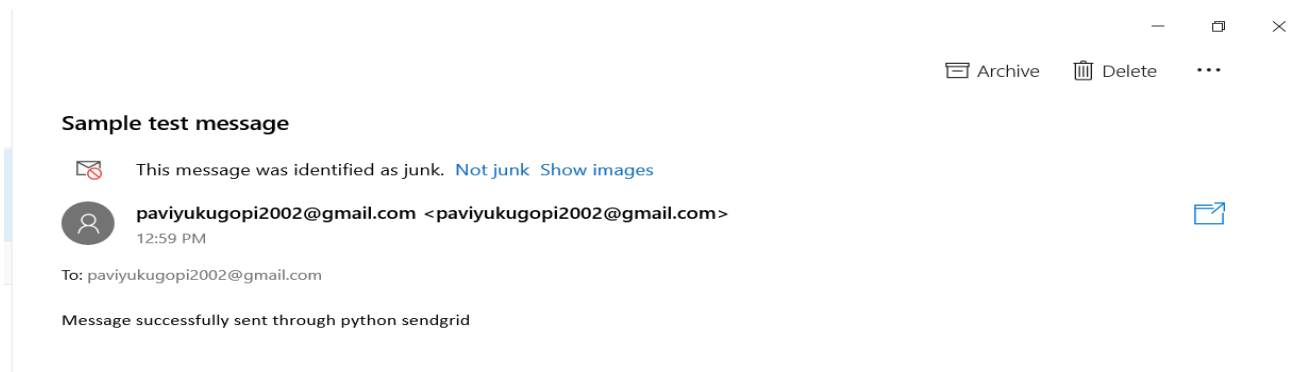 Archive Delete ...
Sample test message
This message was identified as junk. Not junk Show images
paviyukugopi2002@gmail.com <paviyukugopi2002@gmail.com>
12:59 PM
To: paviyukugopi2002@gmail.com
Message successfully sent through python sendgrid